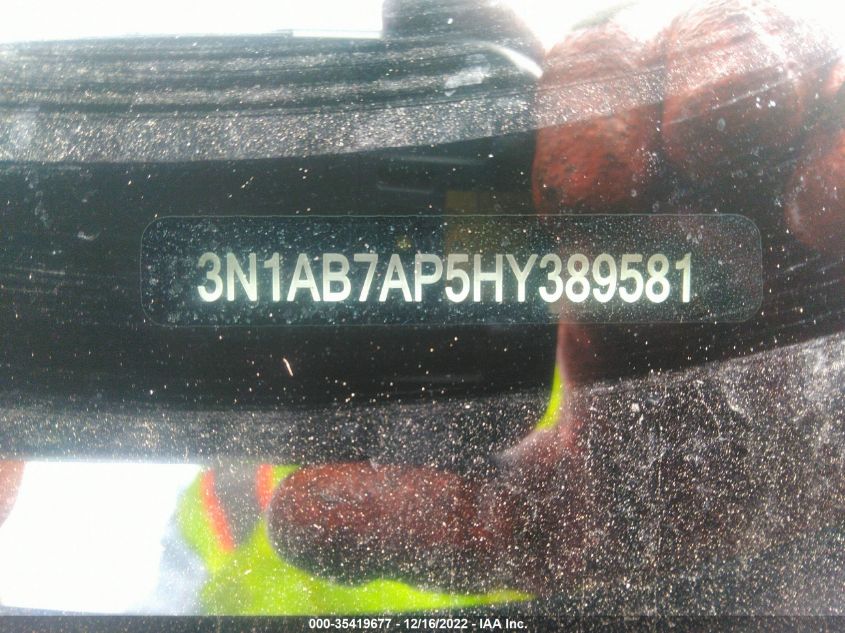 3N1AB7AP5HY389581
000-35419677 - 12/16/2022 - IAA Inc.